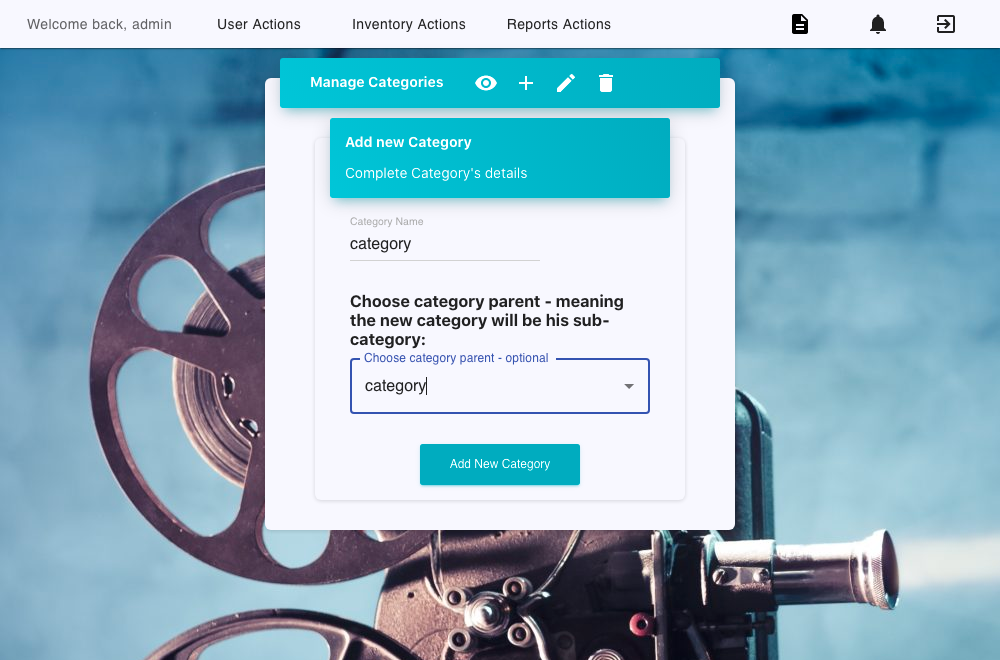 Welcome back, admin User Actions Inventory Actions Reports Actions
Manage Categories
Add new Category
Complete Category's details
Category Name
category
Choose category parent - meaning
the new category will be his sub-
category:
Choose category parent - optional
category
Add New Category